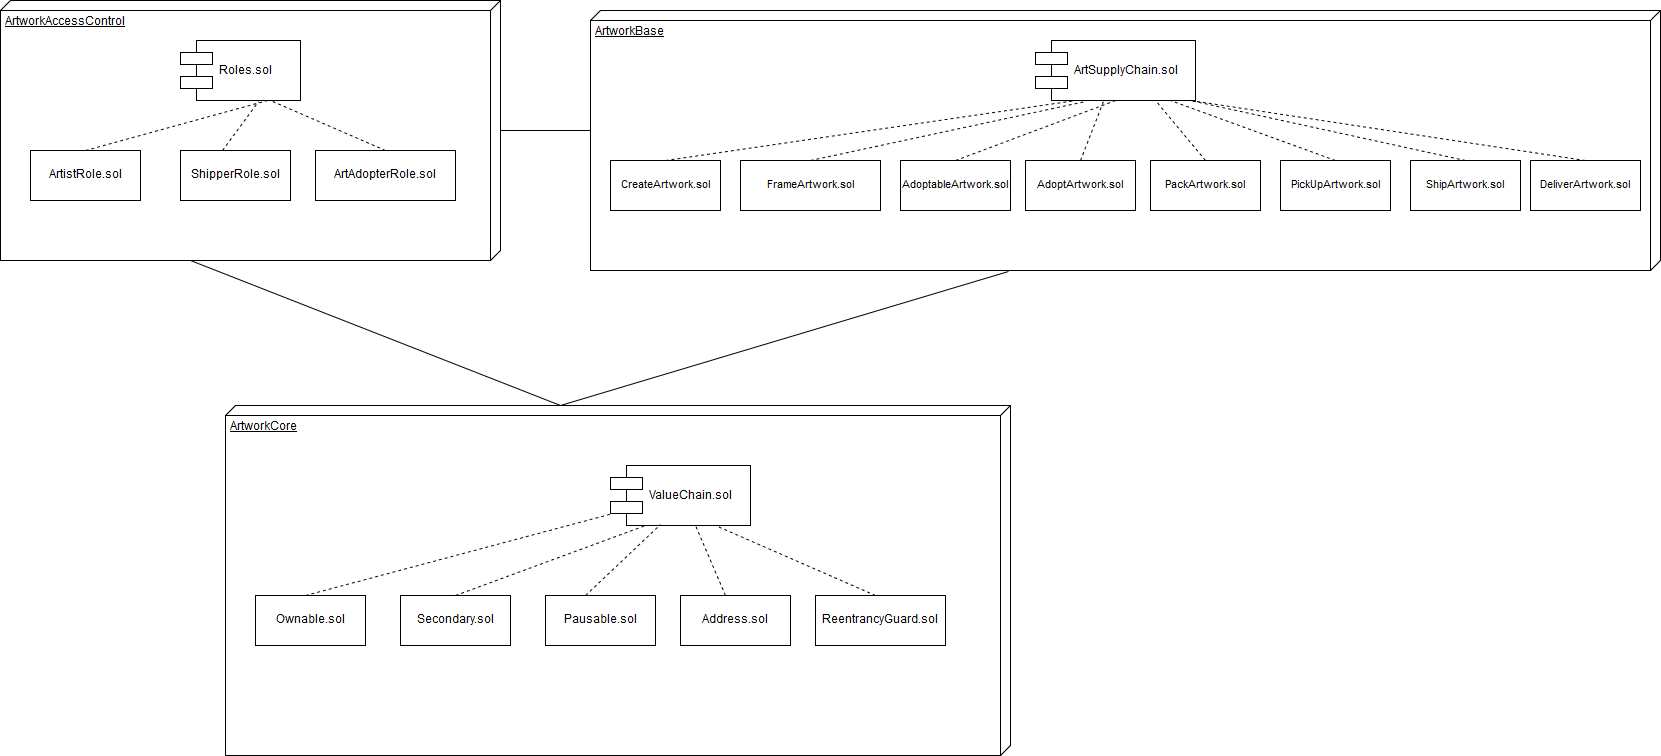 ArtworkAccessControl
Roles.sol
ArtistRole.sol
ShipperRole.sol
ArtAdopterRole.sol
ArtworkBase
ArtSupplyChain.sol
CreateArtwork.sol
FrameArtwork.sol
AdoptableArtwork.sol
AdoptArtwork.sol
PackArtwork.sol
PickUpArtwork.sol
ShipArtwork.sol
DeliverArtwork.sol
ArtworkCore
ValueChain.sol
Ownable.sol
Secondary.sol
Pausable.sol
Address.sol
ReentrancyGuard.sol